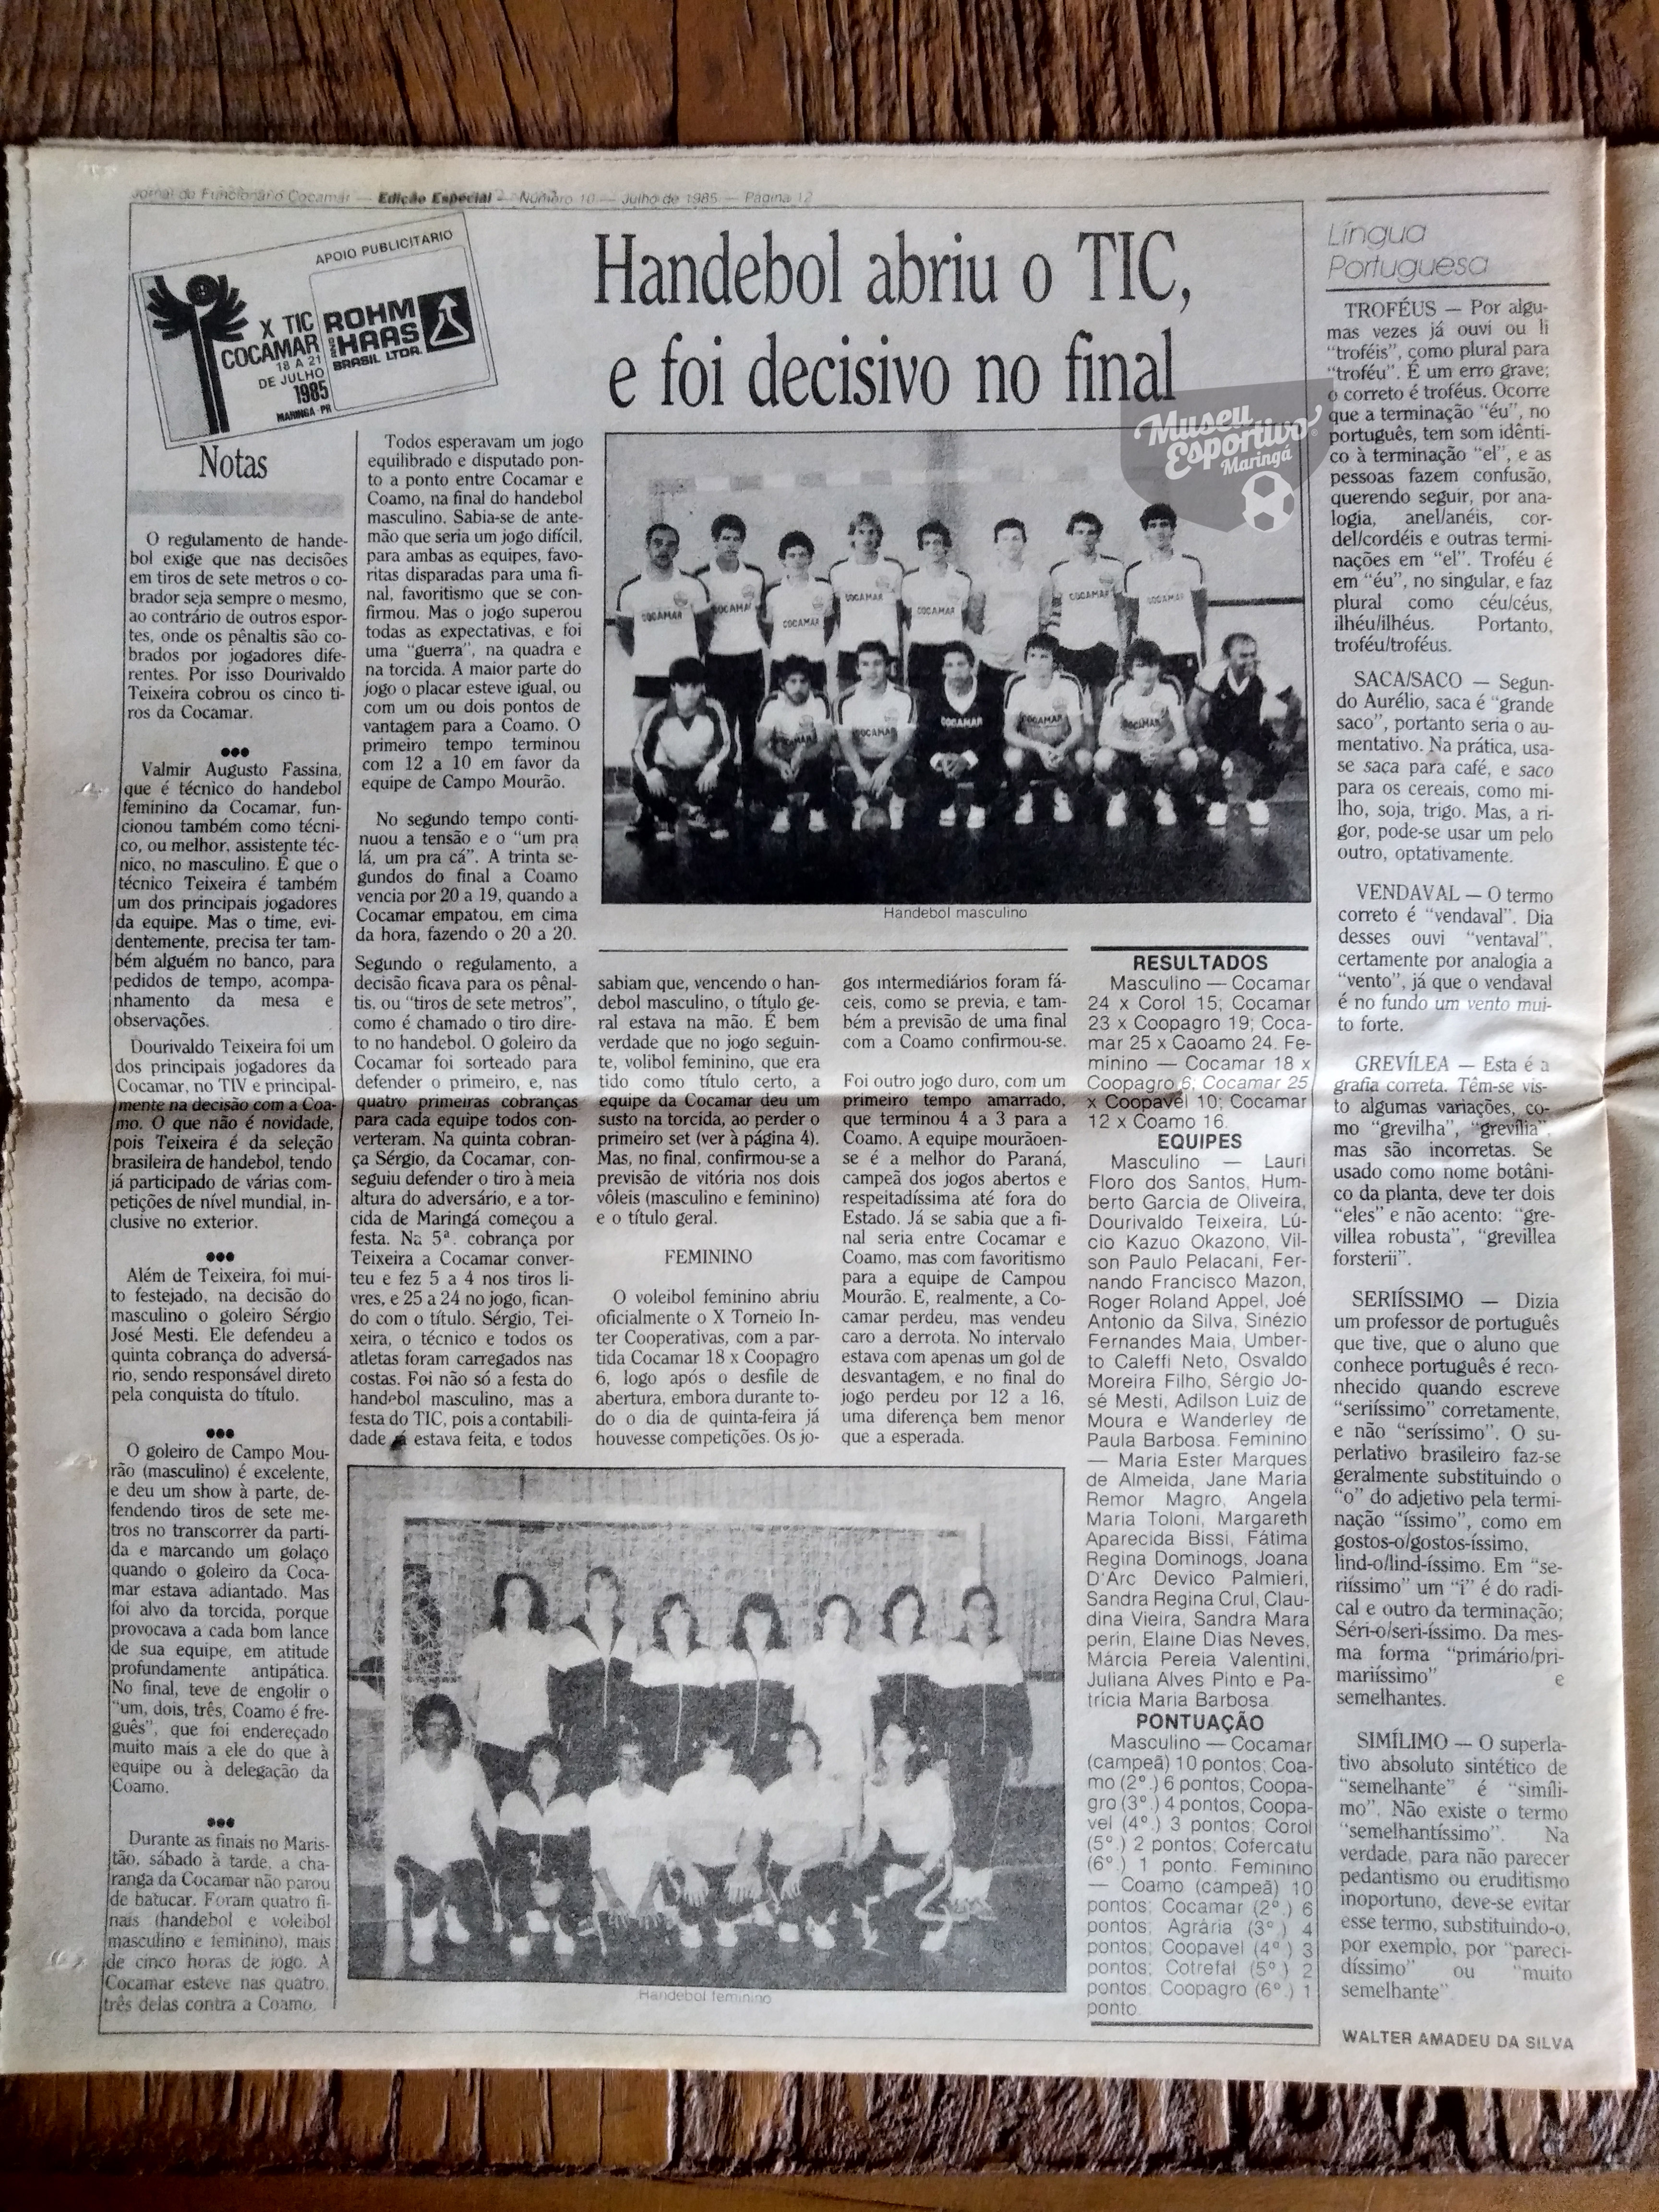 Jornal do Funcionário Cocamar — Edição Especial — Número 10 — Julho de 1985 — Página 12
APOIO PUBLICITÁRIO
X TIC
COCAMAR
18 A 21
DE JULHO
1985
MARINGÁ-PR
ROHM
AND HAAS
BRASIL LTDA.
Handebol abriu o TIC,
e foi decisivo no final
Museu
Esportivo
Maringá
Notas
O regulamento de hande-
bol exige que nas decisões
em tiros de sete metros o co-
brador seja sempre o mesmo,
ao contrário de outros espor-
tes, onde os pênaltis são co-
brados por jogadores dife-
rentes. Por isso Dourivaldo
Teixeira cobrou os cinco ti-
ros da Cocamar.
●●●
Valmir Augusto Fassina,
que é técnico do handebol
feminino da Cocamar, fun-
cionou também como técni-
co, ou melhor, assistente téc-
nico, no masculino. É que o
técnico Teixeira é também
um dos principais jogadores
da equipe. Mas o time, evi-
dentemente, precisa ter tam-
bém alguém no banco, para
pedidos de tempo, acompa-
nhamento da mesa e
observações.
Dourivaldo Teixeira foi um
dos principais jogadores da
Cocamar, no TIV e principal-
mente na decisão com a Coa-
mo. O que não é novidade,
pois Teixeira é da seleção
brasileira de handebol, tendo
já participado de várias com-
petições de nível mundial, in-
clusive no exterior.
●●●
Além de Teixeira, foi mui-
to festejado, na decisão do
masculino o goleiro Sérgio
José Mesti. Ele defendeu a
quinta cobrança do adversá-
rio, sendo responsável direto
pela conquista do título.
●●●
O goleiro de Campo Mou-
rão (masculino) é excelente,
e deu um show à parte, de-
fendendo tiros de sete me-
tros no transcorrer da parti-
da e marcando um golaço
quando o goleiro da Coca-
mar estava adiantado. Mas
foi alvo da torcida, porque
provocava a cada bom lance
de sua equipe, em atitude
profundamente antipática.
No final, teve de engolir o
"um, dois, três, Coamo é fre-
guês", que foi endereçado
muito mais a ele do que à
equipe ou à delegação da
Coamo.
●●●
Durante as finais no Maris-
tão, sábado à tarde, a cha-
ranga da Cocamar não parou
de batucar. Foram quatro fi-
nais (handebol e voleibol
masculino e feminino), mais
de cinco horas de jogo. A
Cocamar esteve nas quatro,
três delas contra a Coamo.
Todos esperavam um jogo
equilibrado e disputado pon-
to a ponto entre Cocamar e
Coamo, na final do handebol
masculino. Sabia-se de ante-
mão que seria um jogo difícil,
para ambas as equipes, favo-
ritas disparadas para uma fi-
nal, favoritismo que se con-
firmou. Mas o jogo superou
todas as expectativas, e foi
uma "guerra", na quadra e
na torcida. A maior parte do
jogo o placar esteve igual, ou
com um ou dois pontos de
vantagem para a Coamo. O
primeiro tempo terminou
com 12 a 10 em favor da
equipe de Campo Mourão.
No segundo tempo conti-
nuou a tensão e o "um pra
lá, um pra cá". A trinta se-
gundos do final a Coamo
vencia por 20 a 19, quando a
Cocamar empatou, em cima
da hora, fazendo o 20 a 20.
Segundo o regulamento, a
decisão ficava para os pênal-
tis, ou "tiros de sete metros",
como é chamado o tiro dire-
to no handebol. O goleiro da
Cocamar foi sorteado para
defender o primeiro, e, nas
quatro primeiras cobranças
para cada equipe todos con-
verteram. Na quinta cobran-
ça Sérgio, da Cocamar, con-
seguiu defender o tiro à meia
altura do adversário, e a tor-
cida de Maringá começou a
festa. Na 5ª. cobrança por
Teixeira a Cocamar conver-
teu e fez 5 a 4 nos tiros li-
vres, e 25 a 24 no jogo, fican-
do com o título. Sérgio, Tei-
xeira, o técnico e todos os
atletas foram carregados nas
costas. Foi não só a festa do
handebol masculino, mas a
festa do TIC, pois a contabili-
dade já estava feita, e todos
COCAMAR
COCAMAR
COCAMAR
COCAMAR
COCAMAR
COCAMAR
COCAMAR
COCAMAR
COCAMAR
COCAMAR
COCAMAR
COCAMAR
Handebol masculino
sabiam que, vencendo o han-
debol masculino, o título ge-
ral estava na mão. É bem
verdade que no jogo seguin-
te, volibol feminino, que era
tido como título certo, a
equipe da Cocamar deu um
susto na torcida, ao perder o
primeiro set (ver à página 4).
Mas, no final, confirmou-se a
previsão de vitória nos dois
vôleis (masculino e feminino)
e o título geral.
FEMININO
O voleibol feminino abriu
oficialmente o X Torneio In-
ter Cooperativas, com a par-
tida Cocamar 18 x Coopagro
6, logo após o desfile de
abertura, embora durante to-
do o dia de quinta-feira já
houvesse competições. Os jo-
gos intermediários foram fá-
ceis, como se previa, e tam-
bém a previsão de uma final
com a Coamo confirmou-se.
Foi outro jogo duro, com um
primeiro tempo amarrado,
que terminou 4 a 3 para a
Coamo. A equipe mourãoen-
se é a melhor do Paraná,
campeã dos jogos abertos e
respeitadíssima até fora do
Estado. Já se sabia que a fi-
nal seria entre Cocamar e
Coamo, mas com favoritismo
para a equipe de Campou
Mourão. E, realmente, a Co-
camar perdeu, mas vendeu
caro a derrota. No intervalo
estava com apenas um gol de
desvantagem, e no final do
jogo perdeu por 12 a 16,
uma diferença bem menor
que a esperada.
Handebol feminino
RESULTADOS
Masculino — Cocamar
24 x Corol 15; Cocamar
23 x Coopagro 19; Coca-
mar 25 x Caoamo 24. Fe-
minino — Cocamar 18 x
Coopagro 6; Cocamar 25
x Coopavel 10; Cocamar
12 x Coamo 16.
EQUIPES
Masculino — Lauri
Floro dos Santos, Hum-
berto Garcia de Oliveira,
Dourivaldo Teixeira, Lú-
cio Kazuo Okazono, Vil-
son Paulo Pelacani, Fer-
nando Francisco Mazon,
Roger Roland Appel, Joé
Antonio da Silva, Sinézio
Fernandes Maia, Umber-
to Caleffi Neto, Osvaldo
Moreira Filho, Sérgio Jo-
sé Mesti, Adilson Luiz de
Moura e Wanderley de
Paula Barbosa. Feminino
— Maria Ester Marques
de Almeida, Jane Maria
Remor Magro, Angela
Maria Toloni, Margareth
Aparecida Bissi, Fátima
Regina Dominogs, Joana
D'Arc Devico Palmieri,
Sandra Regina Crul, Clau-
dina Vieira, Sandra Mara
perin, Elaine Dias Neves,
Márcia Pereia Valentini,
Juliana Alves Pinto e Pa-
trícia Maria Barbosa.
PONTUAÇÃO
Masculino — Cocamar
(campeã) 10 pontos; Coa-
mo (2º.) 6 pontos; Coopa-
gro (3º.) 4 pontos; Coopa-
vel (4º.) 3 pontos; Corol
(5º.) 2 pontos; Cofercatu
(6º.) 1 ponto. Feminino
— Coamo (campeã) 10
pontos; Cocamar (2º.) 6
pontos; Agrária (3º.) 4
pontos; Coopavel (4º.) 3
pontos; Cotrefal (5º.) 2
pontos; Coopagro (6º.) 1
ponto.
Língua
Portuguesa
TROFÉUS — Por algu-
mas vezes já ouvi ou li
"troféis", como plural para
"troféu". É um erro grave;
o correto é troféus. Ocorre
que a terminação "éu", no
português, tem som idênti-
co à terminação "el", e as
pessoas fazem confusão,
querendo seguir, por ana-
logia, anel/anéis, cor-
del/cordéis e outras termi-
nações em "el". Troféu é
em "éu", no singular, e faz
plural como céu/céus,
ilhéu/ilhéus. Portanto,
troféu/troféus.
SACA/SACO — Segun-
do Aurélio, saca é "grande
saco", portanto seria o au-
mentativo. Na prática, usa-
se saca para café, e saco
para os cereais, como mi-
lho, soja, trigo. Mas, a ri-
gor, pode-se usar um pelo
outro, optativamente.
VENDAVAL — O termo
correto é "vendaval". Dia
desses ouvi "ventaval",
certamente por analogia a
"vento", já que o vendaval
é no fundo um vento mui-
to forte.
GREVÍLEA — Esta é a
grafia correta. Têm-se vis-
to algumas variações, co-
mo "grevilha", "grevília",
mas são incorretas. Se
usado como nome botâni-
co da planta, deve ter dois
"eles" e não acento: "gre-
villea robusta", "grevillea
forsterii".
SERIÍSSIMO — Dizia
um professor de português
que tive, que o aluno que
conhece português é reco-
nhecido quando escreve
"seriíssimo" corretamente,
e não "seríssimo". O su-
perlativo brasileiro faz-se
geralmente substituindo o
"o" do adjetivo pela termi-
nação "íssimo", como em
gostos-o/gostos-íssimo,
lind-o/lind-íssimo. Em "se-
riíssimo" um "i" é do radi-
cal e outro da terminação;
Séri-o/seri-íssimo. Da mes-
ma forma "primário/pri-
mariíssimo" e
semelhantes.
SIMÍLIMO — O superla-
tivo absoluto sintético de
"semelhante" é "simíli-
mo". Não existe o termo
"semelhantíssimo". Na
verdade, para não parecer
pedantismo ou eruditismo
inoportuno, deve-se evitar
esse termo, substituindo-o,
por exemplo, por "pareci-
díssimo" ou "muito
semelhante".
WALTER AMADEU DA SILVA